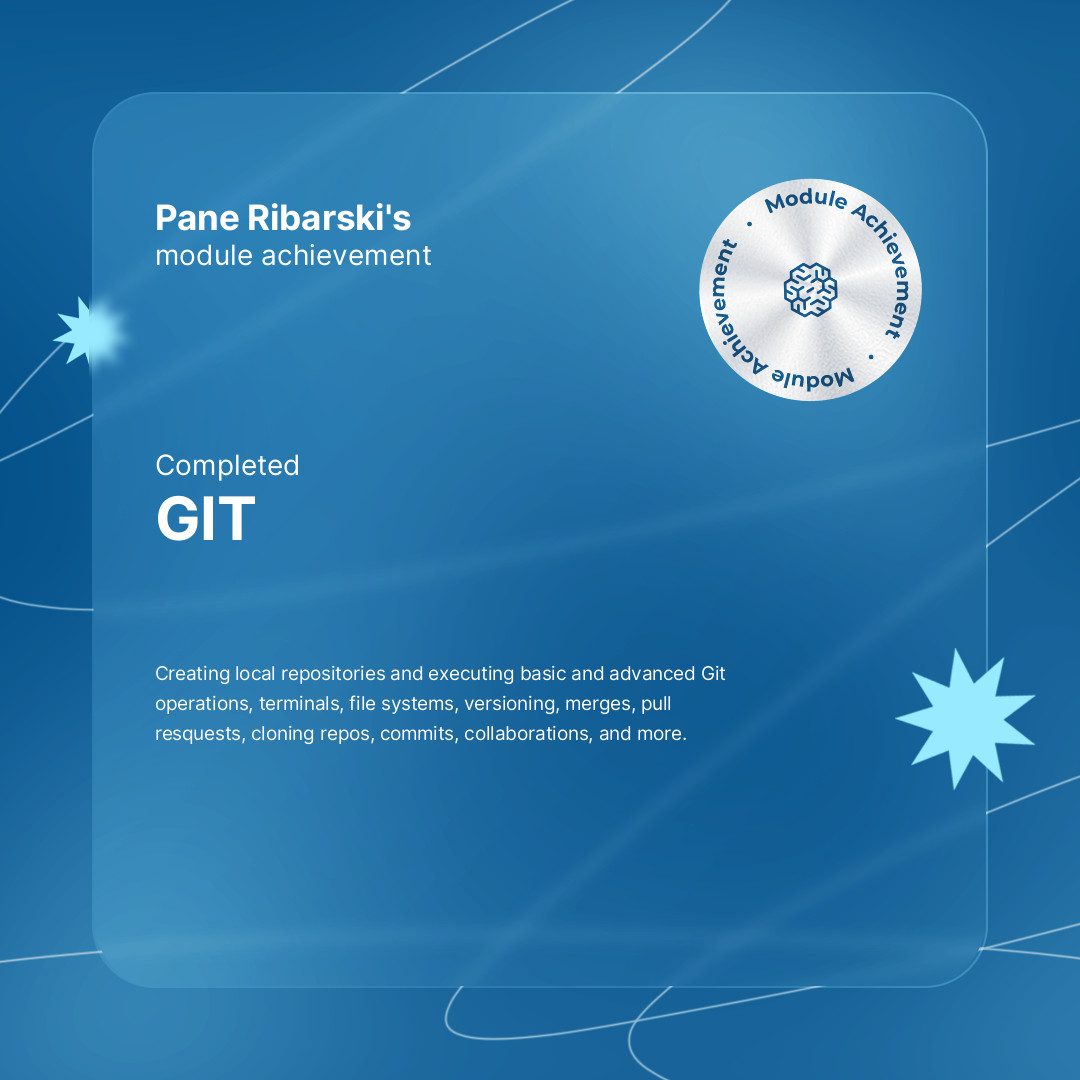 Pane Ribarski's
module achievement
Module Achievement • Module Achievement •
Completed
GIT
Creating local repositories and executing basic and advanced Git
operations, terminals, file systems, versioning, merges, pull
resquests, cloning repos, commits, collaborations, and more.